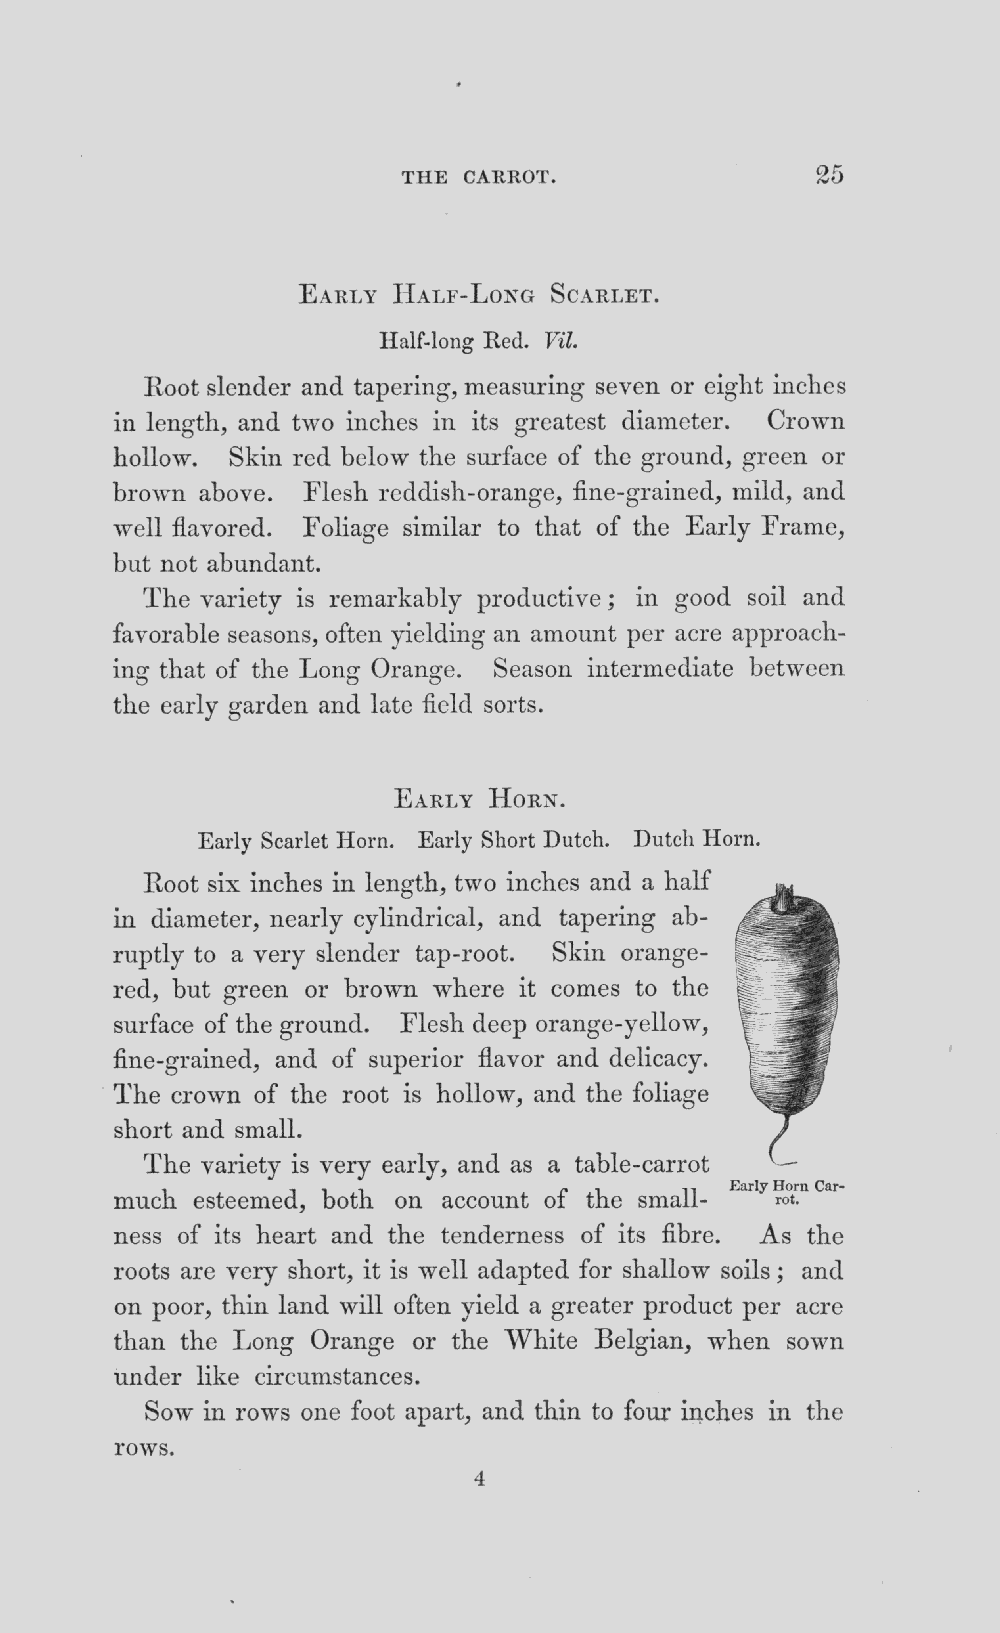 THE CARROT. 25
EARLY HALF-LONG SCARLET.
Half-long Red. Vil.
Root slender and tapering, measuring seven or eight inches
in length, and two inches in its greatest diameter. Crown
hollow. Skin red below the surface of the ground, green or
brown above. Flesh reddish-orange, fine-grained, mild, and
well flavored. Foliage similar to that of the Early Frame,
but not abundant.
The variety is remarkably productive; in good soil and
favorable seasons, often yielding an amount per acre approach-
ing that of the Long Orange. Season intermediate between
the early garden and late field sorts.
EARLY HORN.
Early Scarlet Horn. Early Short Dutch. Dutch Horn.
Root six inches in length, two inches and a half
in diameter, nearly cylindrical, and tapering ab-
ruptly to a very slender tap-root. Skin orange-
red, but green or brown where it comes to the
surface of the ground. Flesh deep orange-yellow,
fine-grained, and of superior flavor and delicacy.
The crown of the root is hollow, and the foliage
short and small.
The variety is very early, and as a table-carrot
much esteemed, both on account of the small-
Early Horn Car-
rot.
ness of its heart and the tenderness of its fibre. As the
roots are very short, it is well adapted for shallow soils; and
on poor, thin land will often yield a greater product per acre
than the Long Orange or the White Belgian, when sown
under like circumstances.
Sow in rows one foot apart, and thin to four inches in the
rows.
4